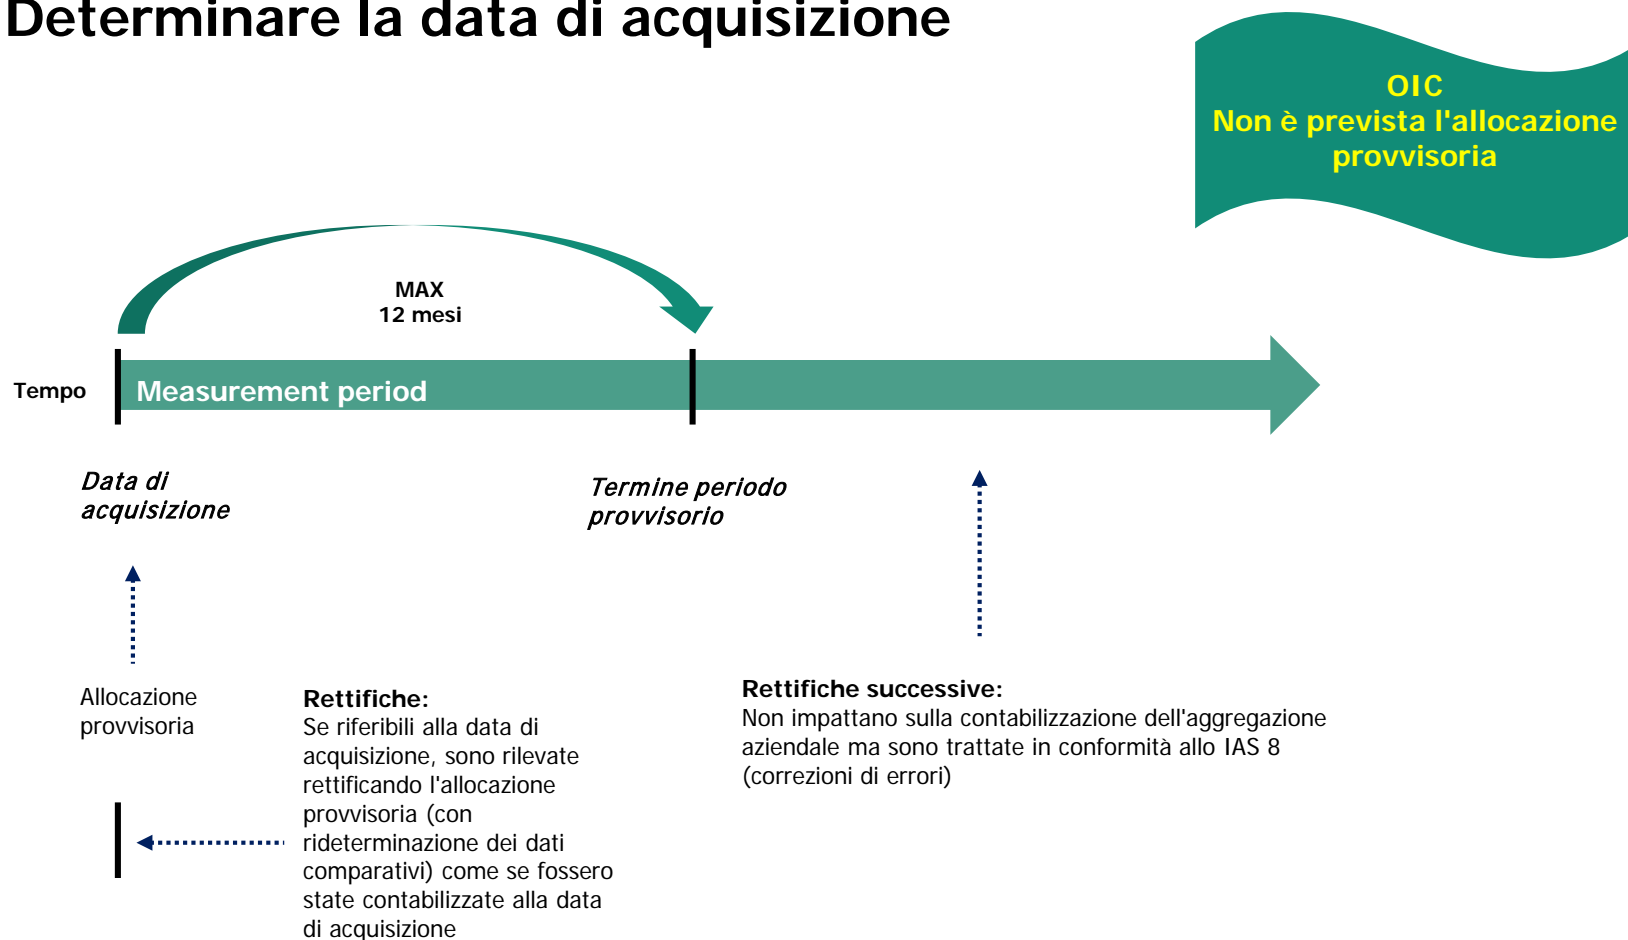 Determinare la data di acquisizione
OIC
Non è prevista l'allocazione
provvisoria
MAX
12 mesi
Tempo
Measurement period
Data di
acquisizione
Termine periodo
provvisorio
Allocazione
provvisoria
Rettifiche:
Se riferibili alla data di
acquisizione, sono rilevate
rettificando l'allocazione
provvisoria (con
rideterminazione dei dati
comparativi) come se fossero
state contabilizzate alla data
di acquisizione
Rettifiche successive:
Non impattano sulla contabilizzazione dell'aggregazione
aziendale ma sono trattate in conformità allo IAS 8
(correzioni di errori)